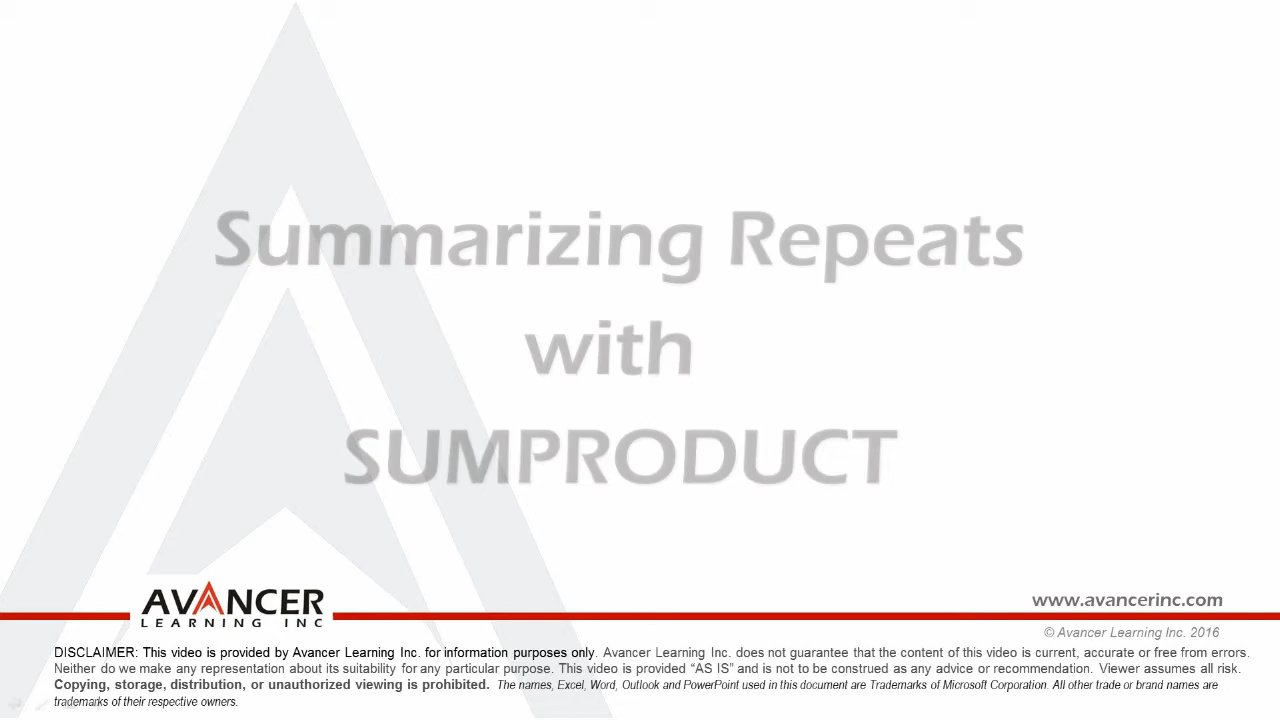 Summarizing Repeats
with
SUMPRODUCT
AVANCER
LEARNING INC
www.avancerinc.com
© Avancer Learning Inc. 2016
DISCLAIMER: This video is provided by Avancer Learning Inc. for information purposes only. Avancer Learning Inc. does not guarantee that the content of this video is current, accurate or free from errors.
Neither do we make any representation about its suitability for any particular purpose. This video is provided “AS IS” and is not to be construed as any advice or recommendation. Viewer assumes all risk.
Copying, storage, distribution, or unauthorized viewing is prohibited. The names, Excel, Word, Outlook and PowerPoint used in this document are Trademarks of Microsoft Corporation. All other trade or brand names are
trademarks of their respective owners.